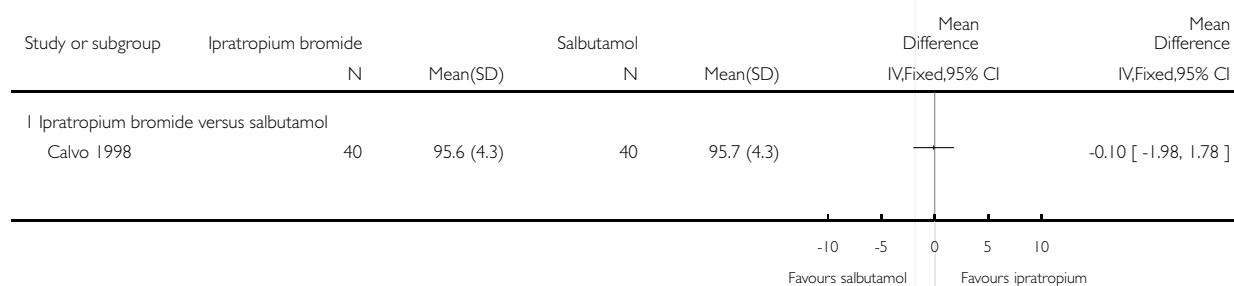 Study or subgroup Ipratropium bromide Salbutamol Mean Difference Mean Difference
N Mean(SD) N Mean(SD) IV,Fixed,95% CI IV,Fixed,95% CI
1 Ipratropium bromide versus salbutamol
Calvo 1998 40 95.6 (4.3) 40 95.7 (4.3) -0.10 [ -1.98, 1.78 ]
-10 -5 0 5 10
Favours salbutamol Favours ipratropium